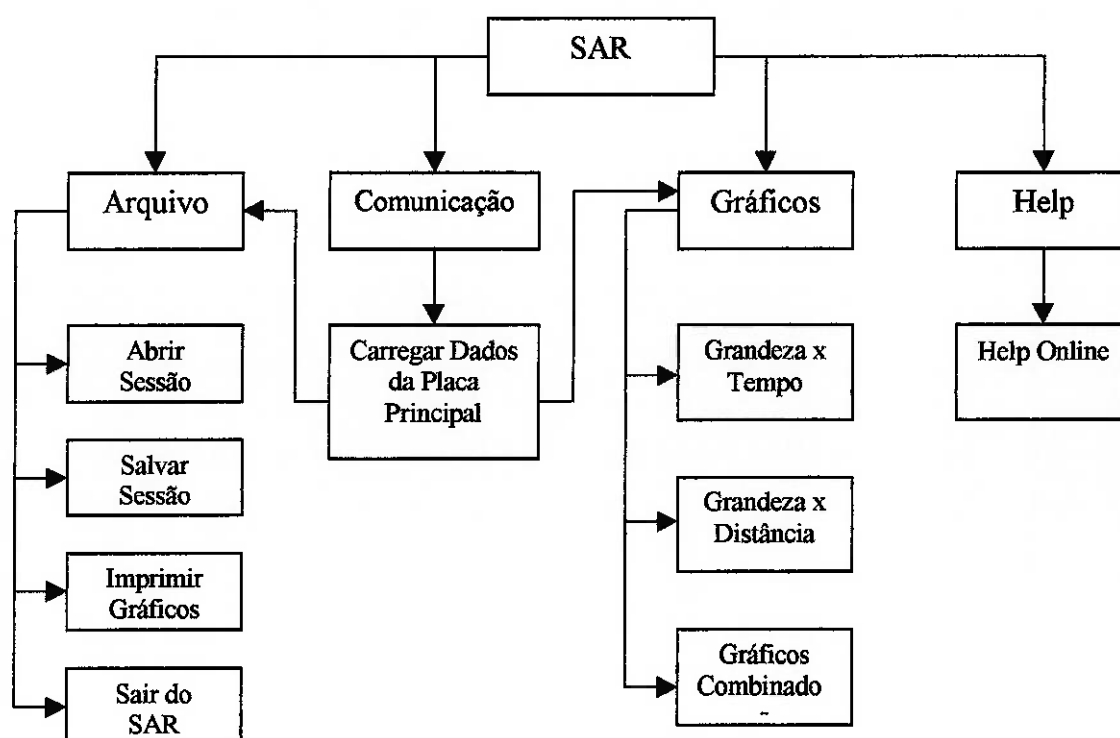 SAR
Arquivo
Comunicação
Gráficos
Help
Abrir
Sessão
Salvar
Sessão
Imprimir
Gráficos
Sair do
SAR
Carregar Dados
da Placa
Principal
Grandeza x
Tempo
Grandeza x
Distância
Gráficos
Combinado
Help Online